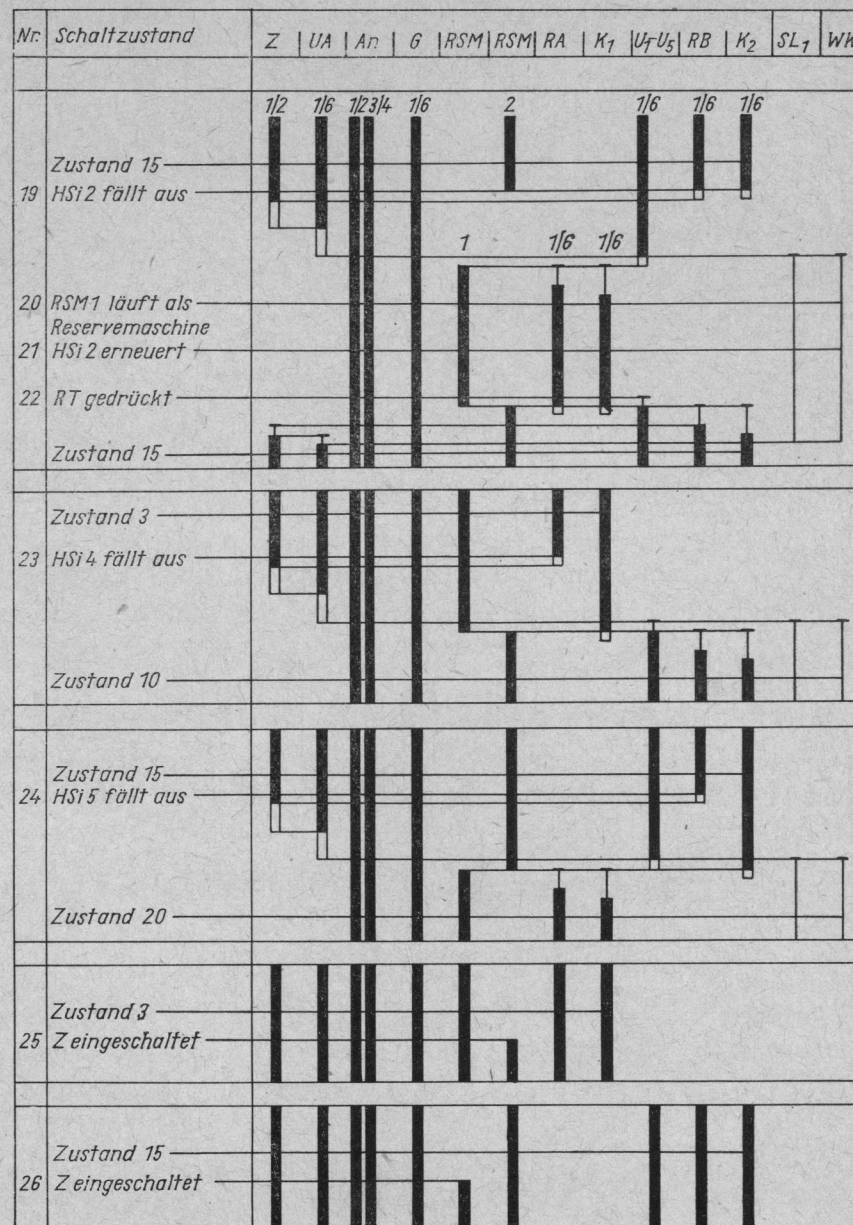 Nr. Schaltzustand Z UA An G RSM RSM RA K1 U1-U5 RB K2 SL1 WK
1/2 1/6 1/2 3/4 1/6 2 1/6 1/6 1/6
Zustand 15
19 HSi 2 fällt aus
1 1/6 1/6
20 RSM 1 läuft als
Reservemaschine
21 HSi 2 erneuert
22 RT gedrückt
Zustand 15
Zustand 3
23 HSi 4 fällt aus
Zustand 10
Zustand 15
24 HSi 5 fällt aus
Zustand 20
Zustand 3
25 Z eingeschaltet
Zustand 15
26 Z eingeschaltet